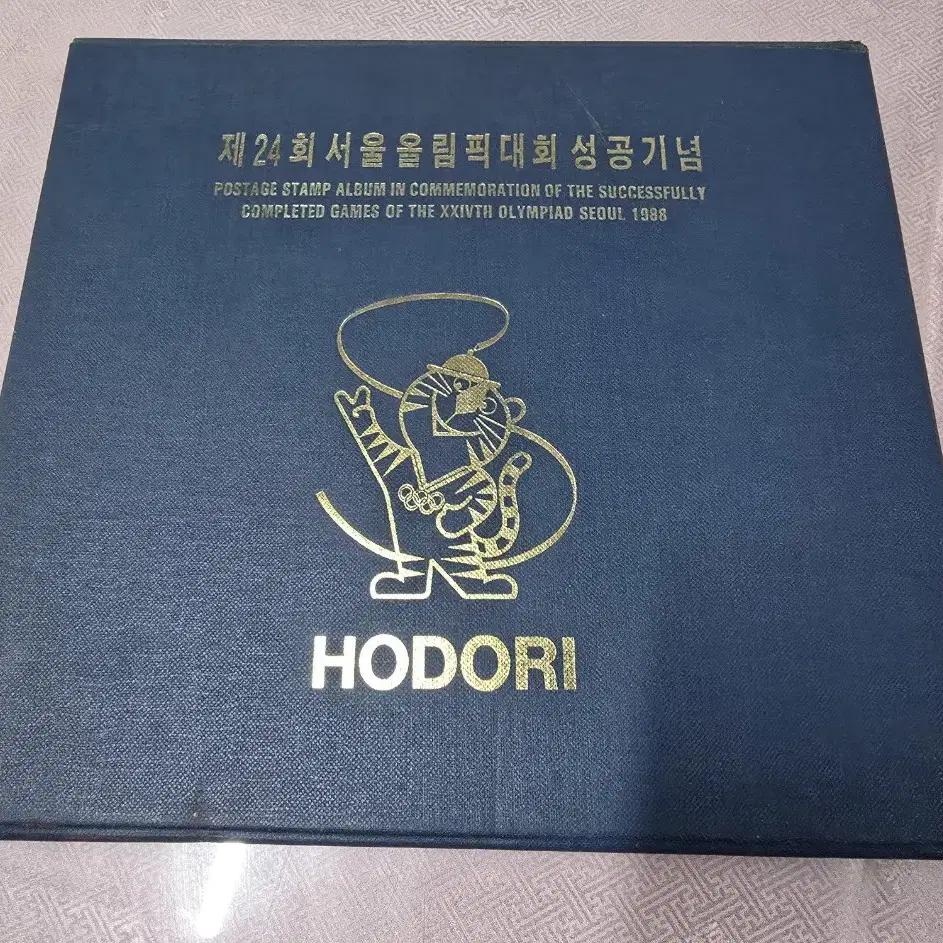 제24회 서울올림픽대회 성공기념
POSTAGE STAMP ALBUM IN COMMEMORATION OF THE SUCCESSFULLY
COMPLETED GAMES OF THE XXIVTH OLYMPIAD SEOUL 1988
HODORI